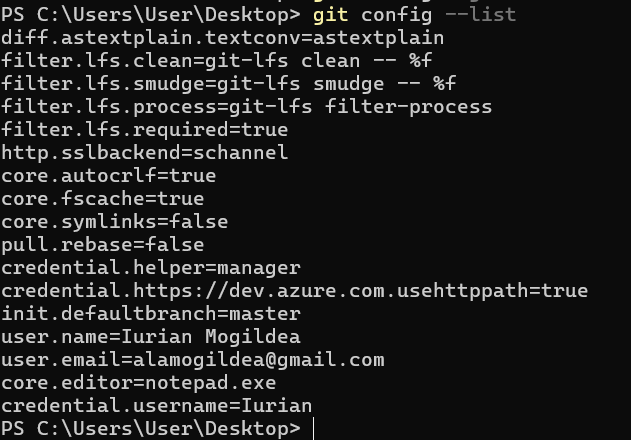 PS C:\Users\User\Desktop> git config --list
diff.astextplain.textconv=astextplain
filter.lfs.clean=git-lfs clean -- %f
filter.lfs.smudge=git-lfs smudge -- %f
filter.lfs.process=git-lfs filter-process
filter.lfs.required=true
http.sslbackend=schannel
core.autocrlf=true
core.fscache=true
core.symlinks=false
pull.rebase=false
credential.helper=manager
credential.https://dev.azure.com.usehttppath=true
init.defaultbranch=master
user.name=Iurian Mogildea
user.email=alamogildea@gmail.com
core.editor=notepad.exe
credential.username=Iurian
PS C:\Users\User\Desktop>